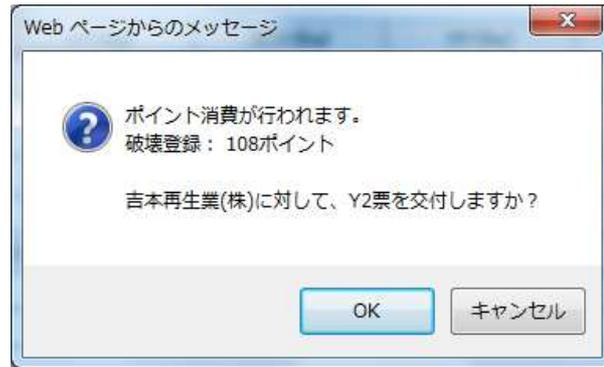 Web ページからのメッセージ
ポイント消費が行われます。
破壊登録： 108ポイント
吉本再生業(株)に対して、Y2票を交付しますか？
OK
キャンセル